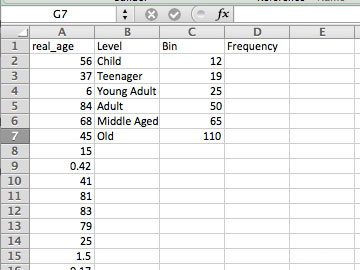 G7 fx
A B C D E
1 real_age Level Bin Frequency
2 56 Child 12
3 37 Teenager 19
4 6 Young Adult 25
5 84 Adult 50
6 68 Middle Aged 65
7 45 Old 110
8 15
9 0.42
10 41
11 81
12 83
13 79
14 25
15 1.5
16 0.17